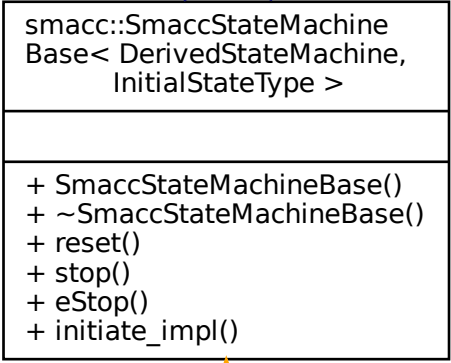 smacc::SmaccStateMachine
Base< DerivedStateMachine,
InitialStateType >
+ SmaccStateMachineBase()
+ ~SmaccStateMachineBase()
+ reset()
+ stop()
+ eStop()
+ initiate_impl()